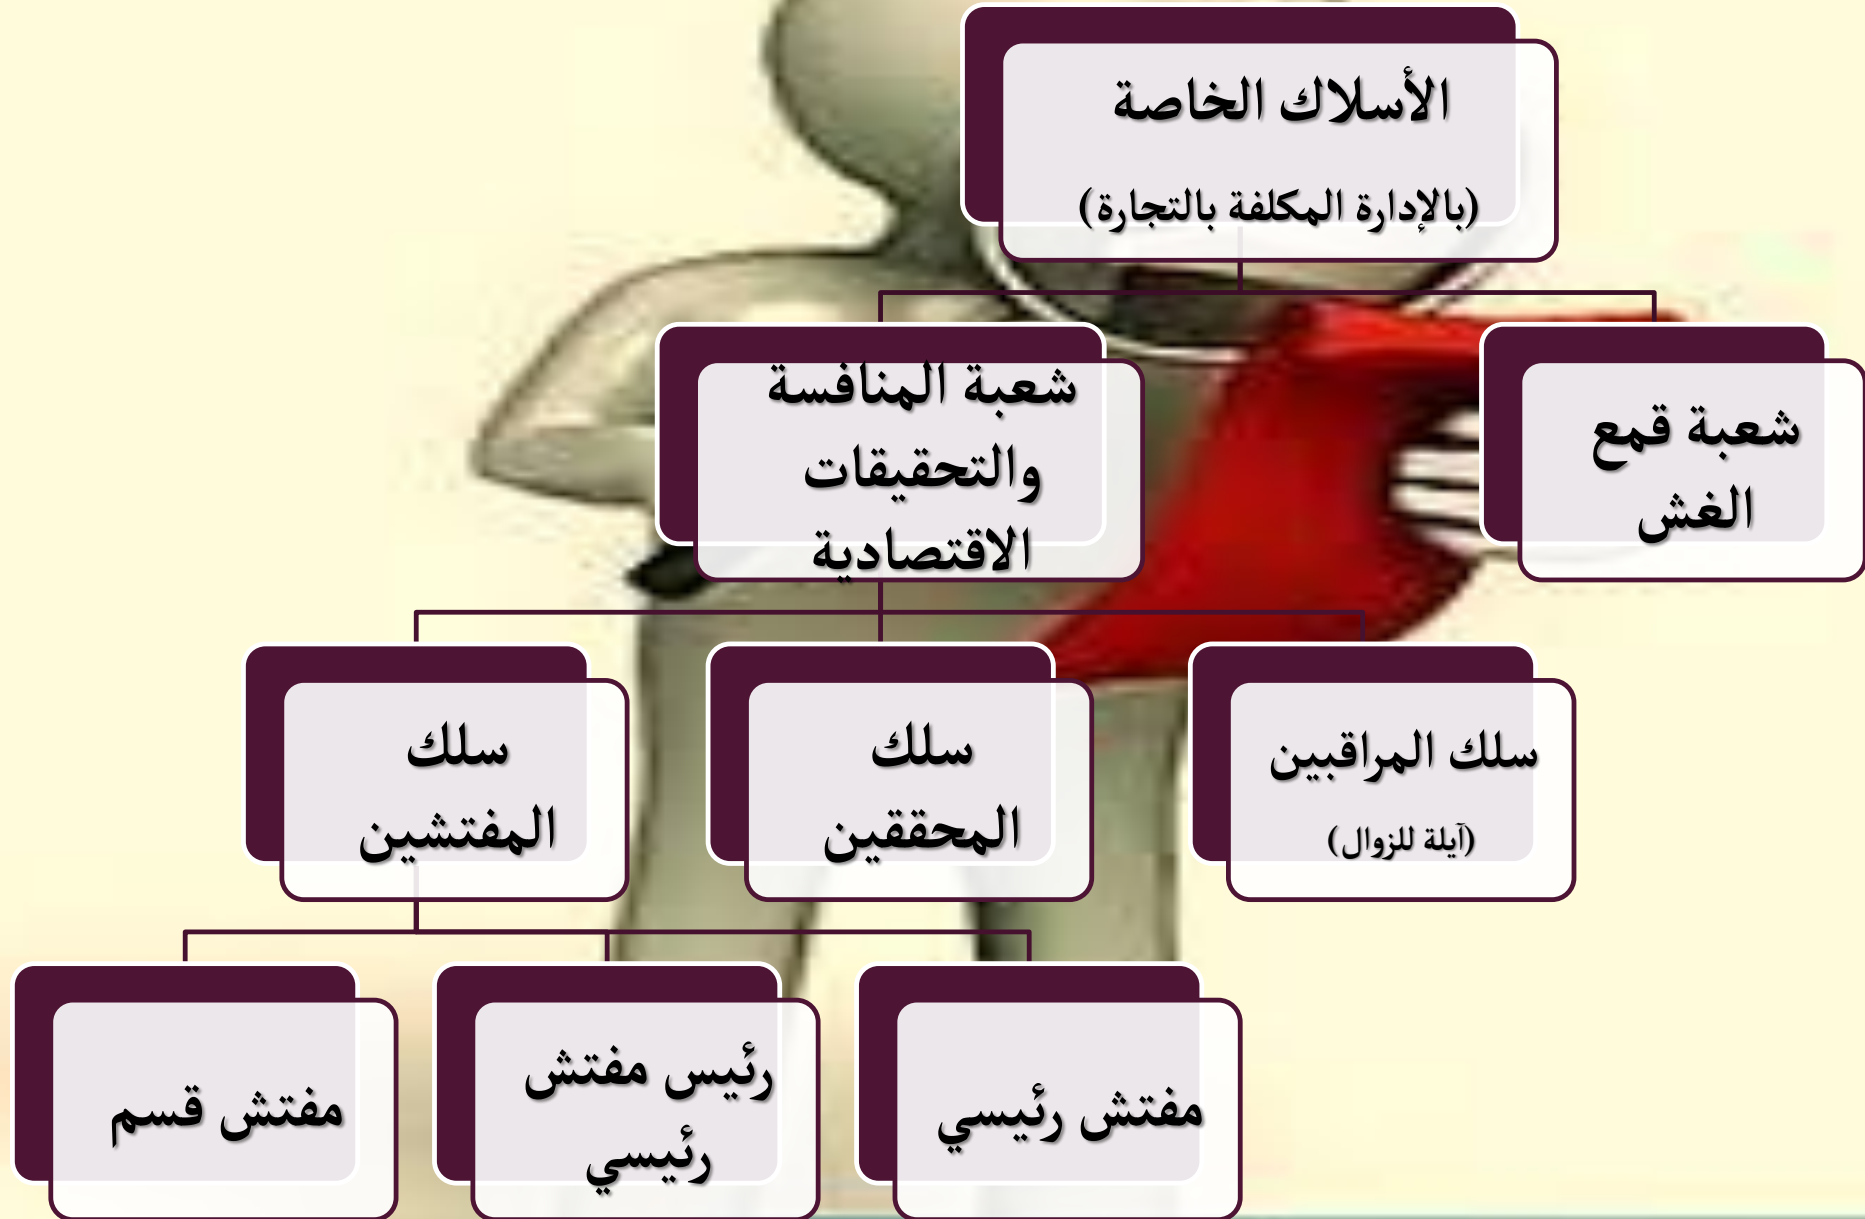 الأسلاك الخاصة
(بالإدارة المكلفة بالتجارة)
شعبة قمع
الغش
شعبة المنافسة
والتحقيقات
الاقتصادية
سلك المراقبين
(آيلة للزوال)
سلك
المحققين
سلك
المفتشين
مفتش رئيسي
رئيس مفتش
رئيسي
مفتش قسم